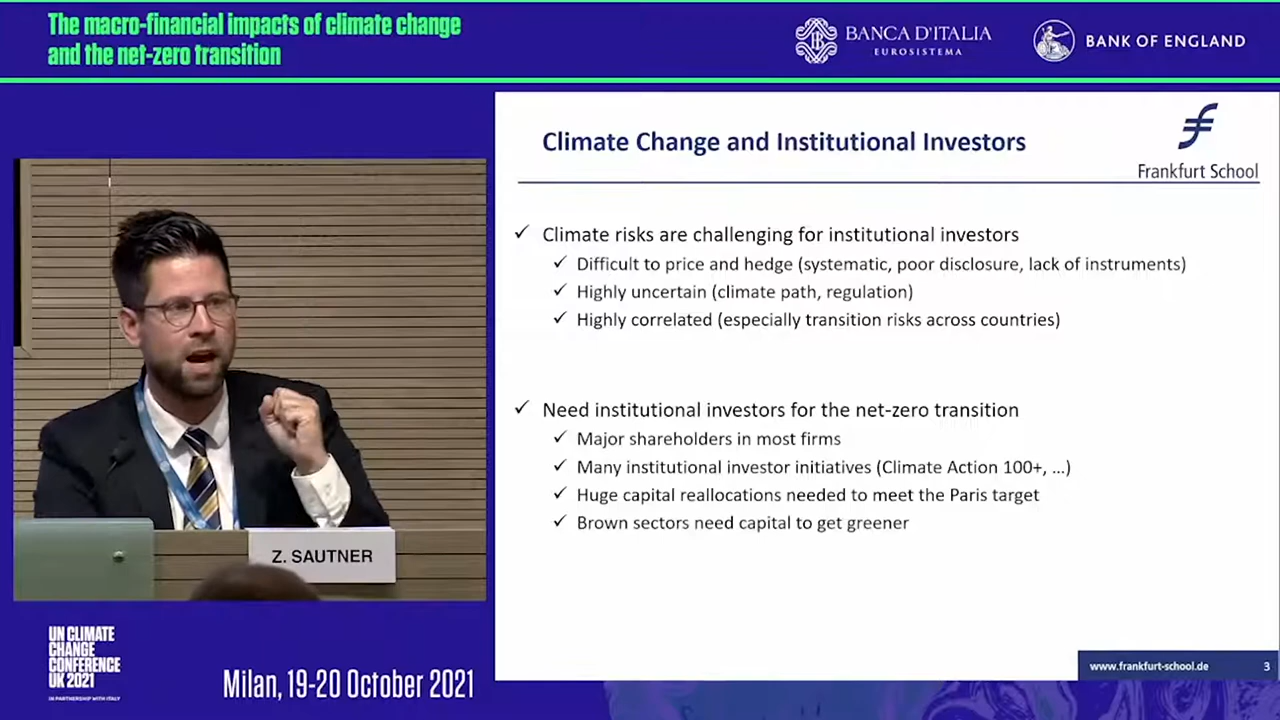 The macro-financial impacts of climate change
and the net-zero transition
BANCA D'ITALIA
EUROSISTEMA
BANK OF ENGLAND
Climate Change and Institutional Investors
Frankfurt School
✓ Climate risks are challenging for institutional investors
✓ Difficult to price and hedge (systematic, poor disclosure, lack of instruments)
✓ Highly uncertain (climate path, regulation)
✓ Highly correlated (especially transition risks across countries)
✓ Need institutional investors for the net-zero transition
✓ Major shareholders in most firms
✓ Many institutional investor initiatives (Climate Action 100+, …)
✓ Huge capital reallocations needed to meet the Paris target
✓ Brown sectors need capital to get greener
Z. SAUTNER
UN CLIMATE
CHANGE
CONFERENCE
UK 2021
IN PARTNERSHIP WITH ITALY
Milan, 19-20 October 2021
www.frankfurt-school.de 3